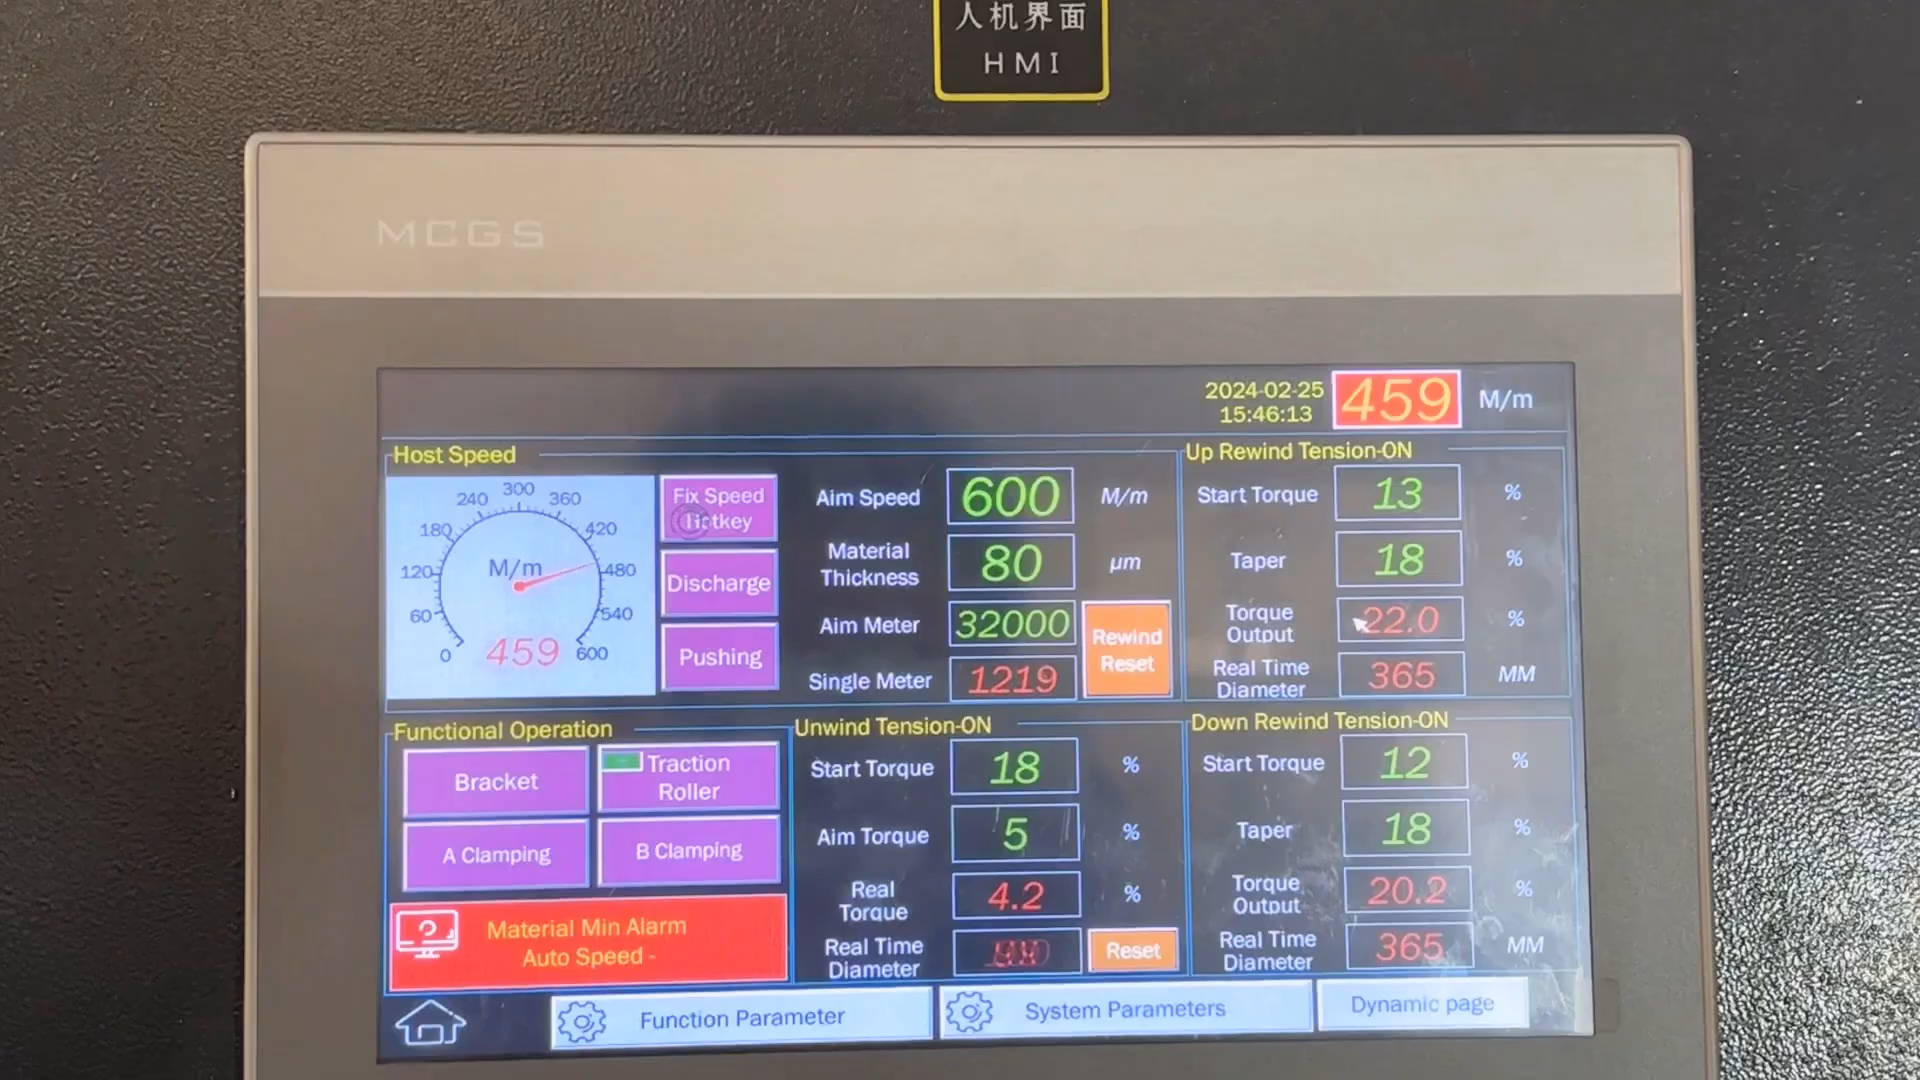 人机界面
HMI
MCGS
2024-02-25
15:46:13
459 M/m
Host Speed
0 60 120 180 240 300 360 420 480 540 600
M/m
459
Fix Speed
Hotkey
Discharge
Pushing
Aim Speed 600 M/m
Material
Thickness 80 μm
Aim Meter 32000
Single Meter 1219
Rewind
Reset
Up Rewind Tension-ON
Start Torque 13 %
Taper 18 %
Torque
Output 22.0 %
Real Time
Diameter 365 MM
Functional Operation
Bracket
Traction
Roller
A Clamping
B Clamping
Material Min Alarm
Auto Speed -
Unwind Tension-ON
Start Torque 18 %
Aim Torque 5 %
Real
Torque 4.2 %
Real Time
Diameter
Reset
Down Rewind Tension-ON
Start Torque 12 %
Taper 18 %
Torque
Output 20.2 %
Real Time
Diameter 365 MM
Function Parameter
System Parameters
Dynamic page